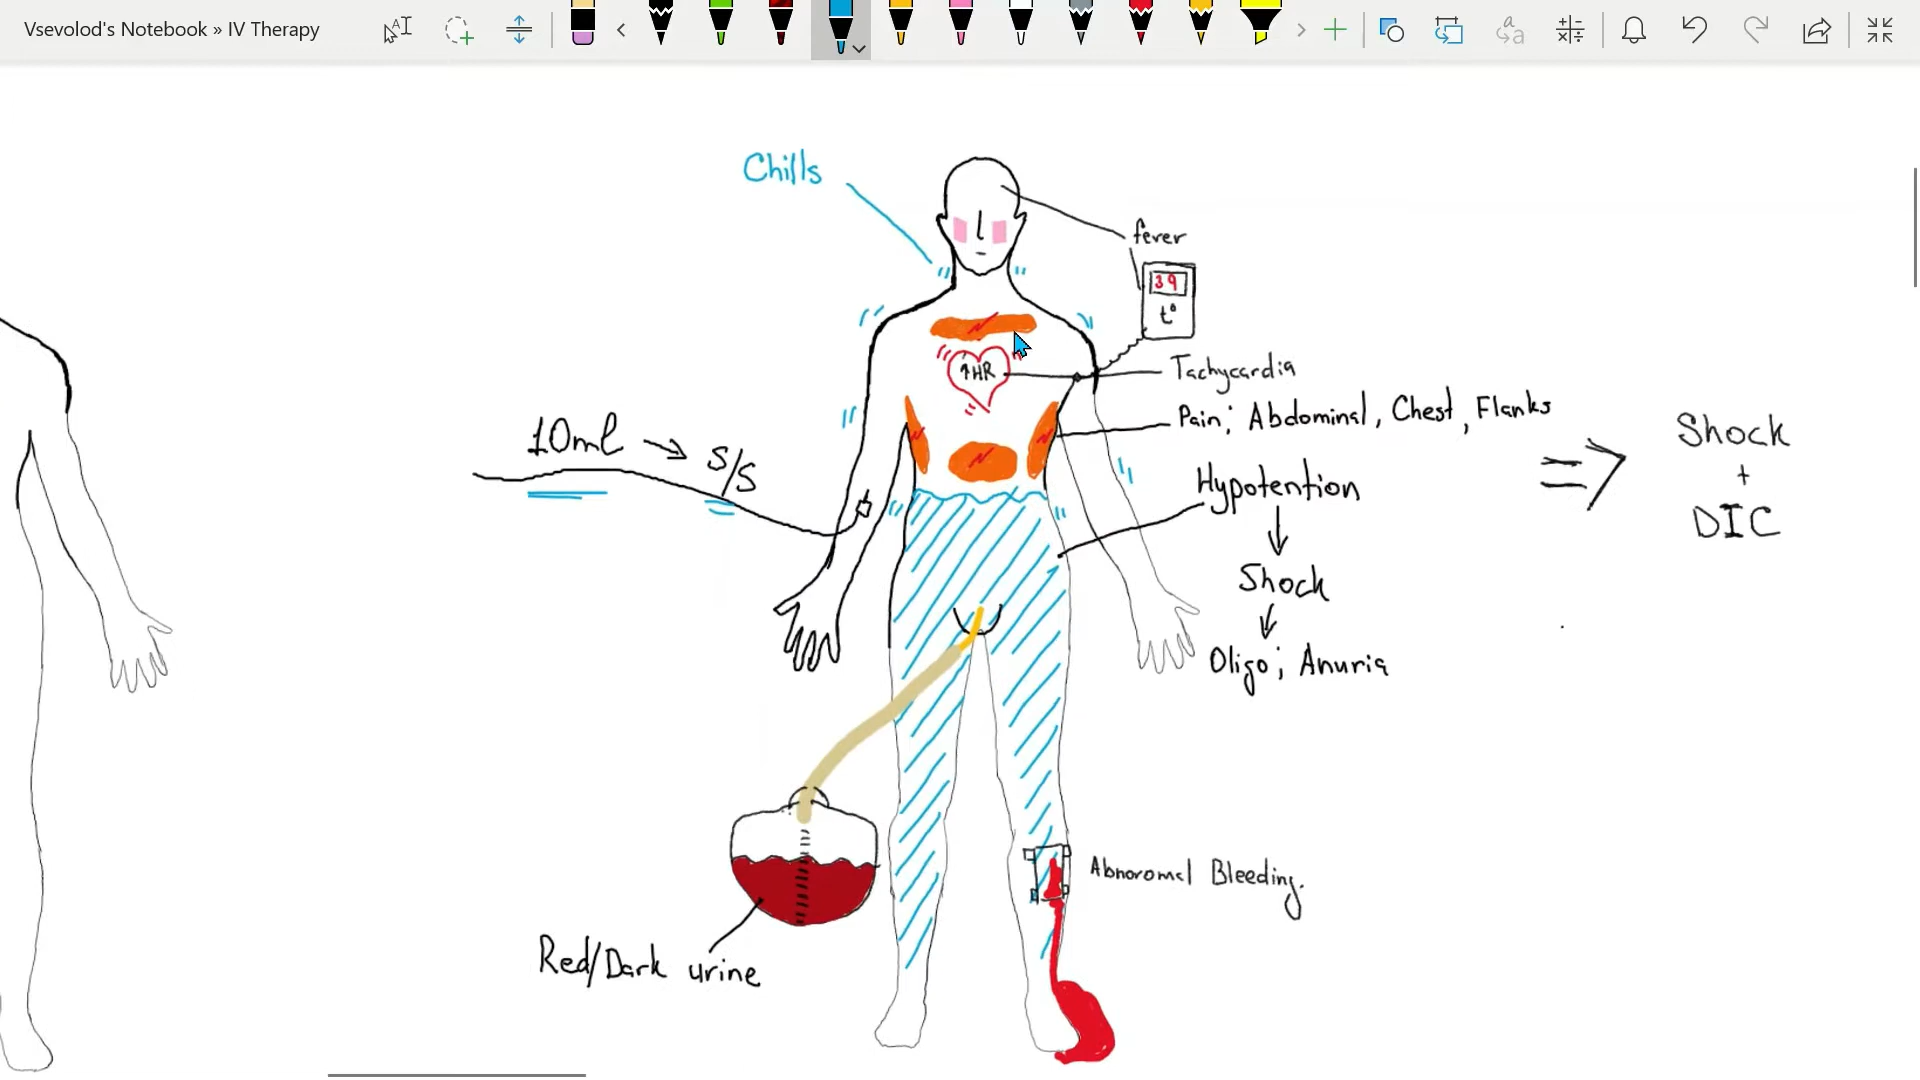 Vsevolod's Notebook » IV Therapy
Chills
fever
39
t°
↑HR
Tachycardia
Pain; Abdominal, Chest, Flanks
10ml → S/S
Hypotention
Shock
Oligo; Anuria
⇒ Shock
+
DIC
Abnoromal Bleeding.
Red/Dark urine